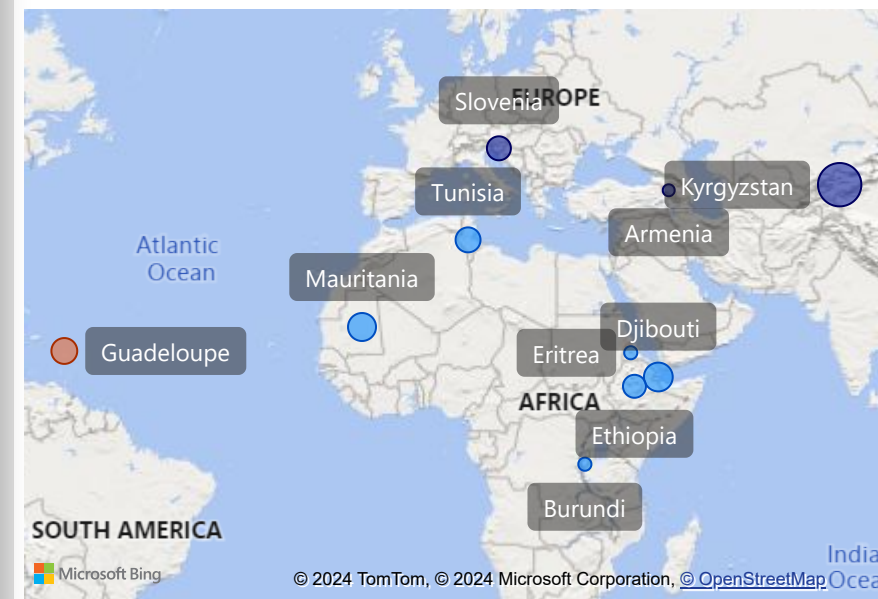 Slovenia
EUROPE
Tunisia
Kyrgyzstan
Armenia
Atlantic
Ocean
Mauritania
Djibouti
Guadeloupe
Eritrea
AFRICA
Ethiopia
Burundi
SOUTH AMERICA
India
Ocea
Microsoft Bing
© 2024 TomTom, © 2024 Microsoft Corporation, © OpenStreetMap